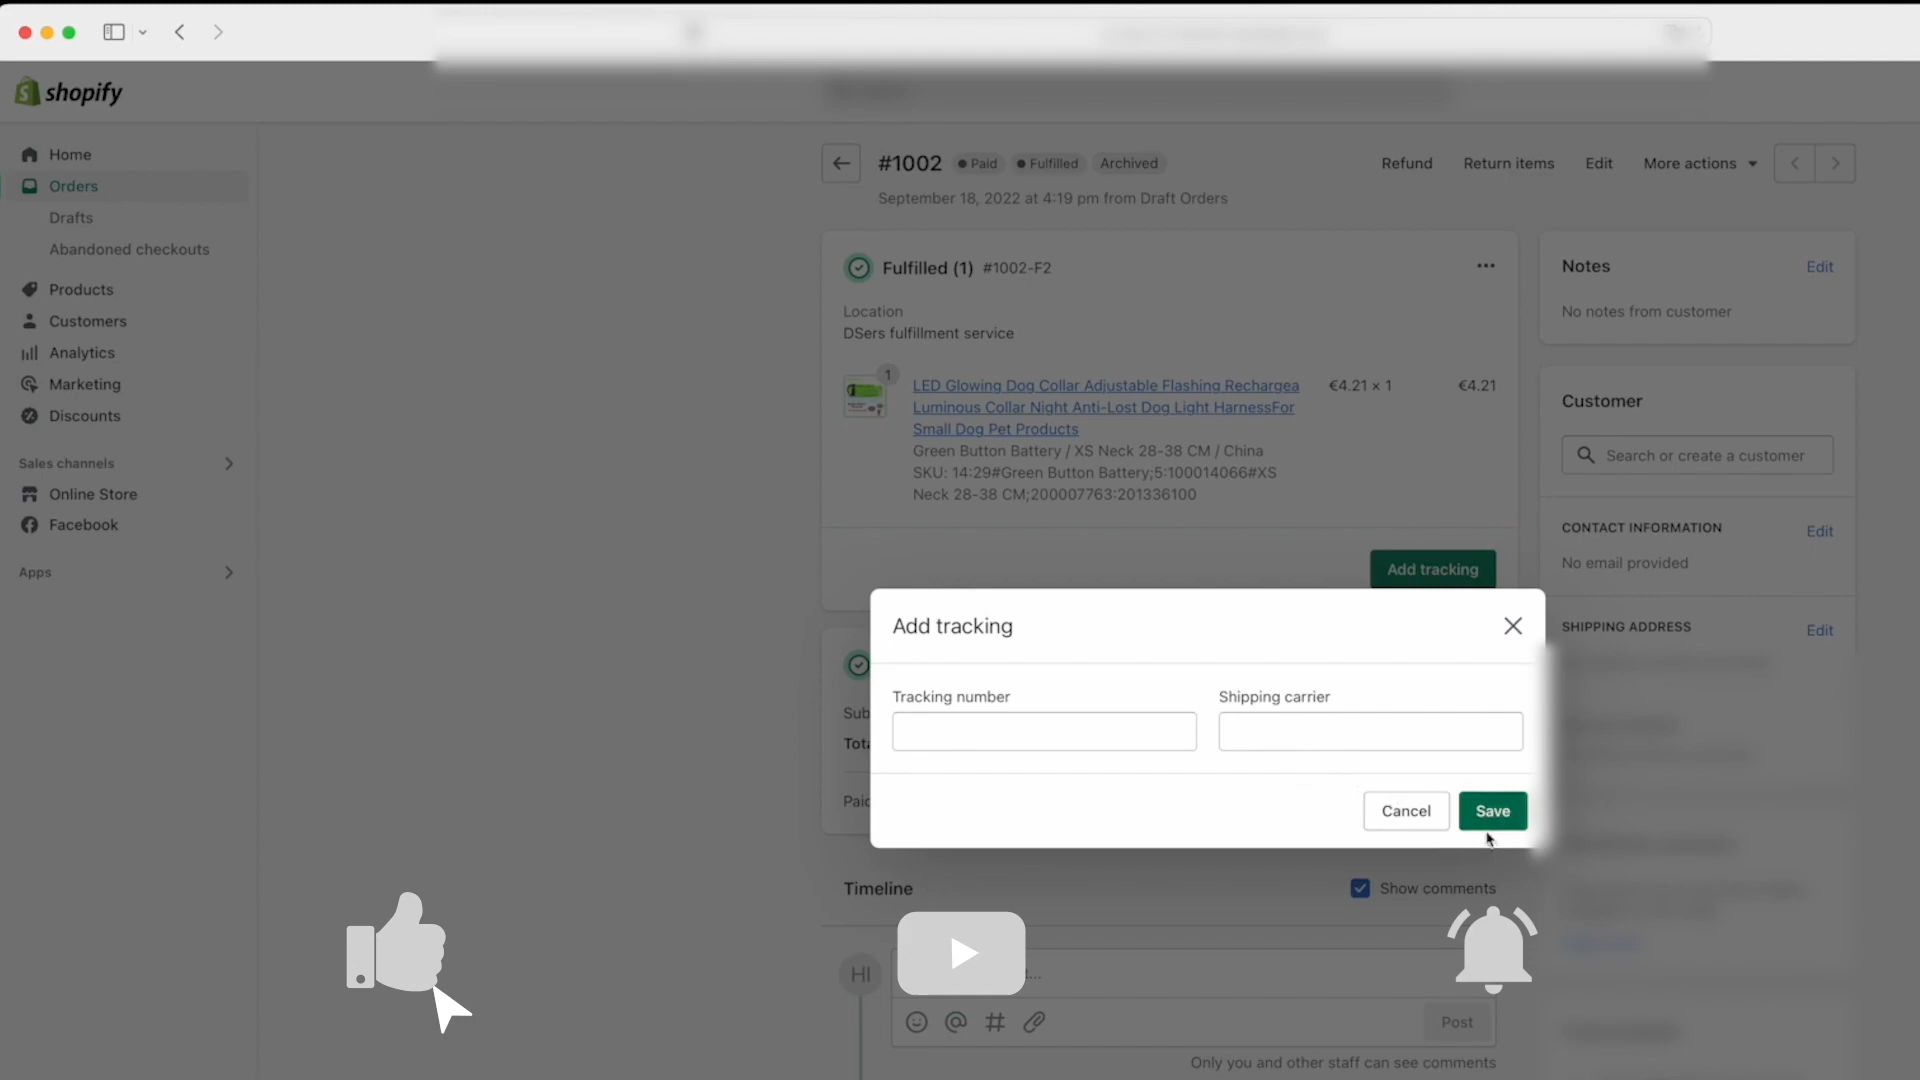 shopify
Home
Orders
Drafts
Abandoned checkouts
Products
Customers
Analytics
Marketing
Discounts
Sales channels
Online Store
Facebook
Apps
#1002 Paid Fulfilled Archived
Refund Return items Edit More actions
September 18, 2022 at 4:19 pm from Draft Orders
Fulfilled (1) #1002-F2
Location
DSers fulfillment service
1
LED Glowing Dog Collar Adjustable Flashing Rechargea
Luminous Collar Night Anti-Lost Dog Light HarnessFor
Small Dog Pet Products
€4.21 × 1 €4.21
Green Button Battery / XS Neck 28-38 CM / China
SKU: 14:29#Green Button Battery;5:100014066#XS
Neck 28-38 CM;200007763:201336100
Add tracking
Notes Edit
No notes from customer
Customer
Search or create a customer
CONTACT INFORMATION Edit
No email provided
SHIPPING ADDRESS Edit
Add tracking
Tracking number Shipping carrier
Cancel Save
Sub
Tota
Paid
Timeline Show comments
HI
Post
Only you and other staff can see comments